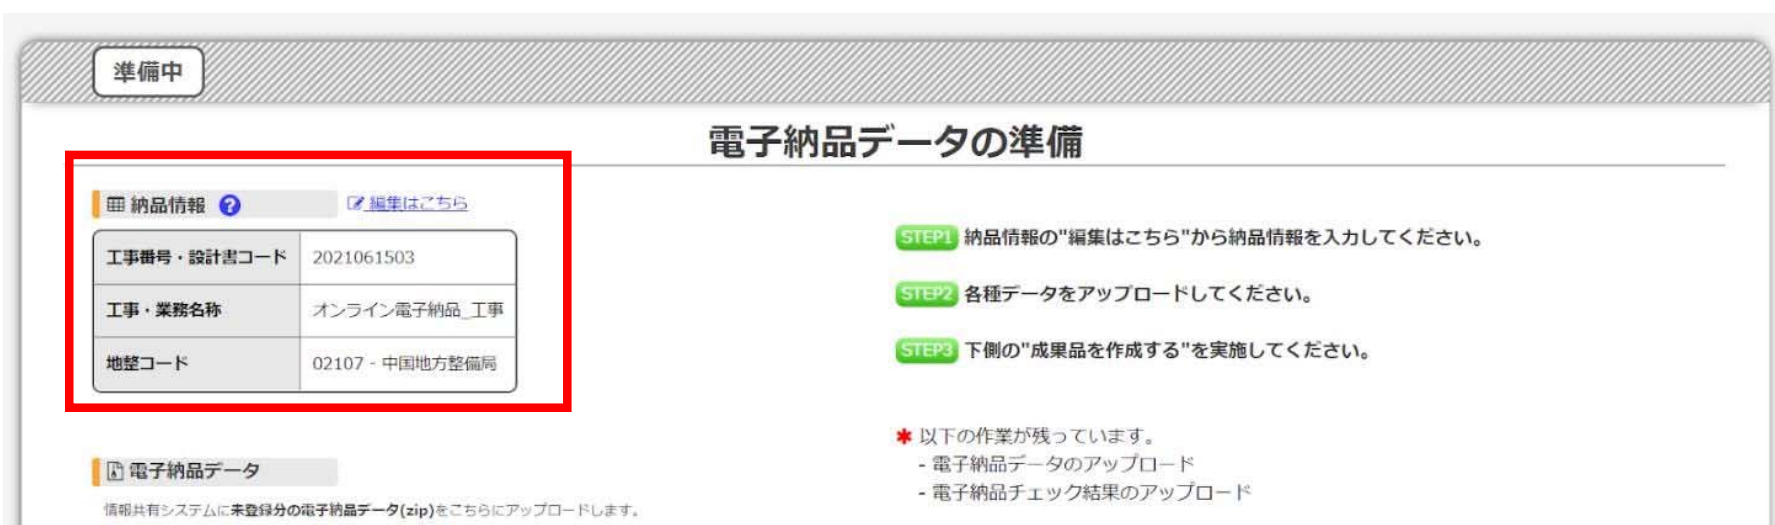 準備中
電子納品データの準備
納品情報 ?
編集はこちら
工事番号・設計書コード 2021061503
工事・業務名称 オンライン電子納品_工事
地整コード 02107 - 中国地方整備局
STEP1 納品情報の"編集はこちら"から納品情報を入力してください。
STEP2 各種データをアップロードしてください。
STEP3 下側の"成果品を作成する"を実施してください。
* 以下の作業が残っています。
- 電子納品データのアップロード
- 電子納品チェック結果のアップロード
電子納品データ
情報共有システムに未登録分の電子納品データ(zip)をこちらにアップロードします。